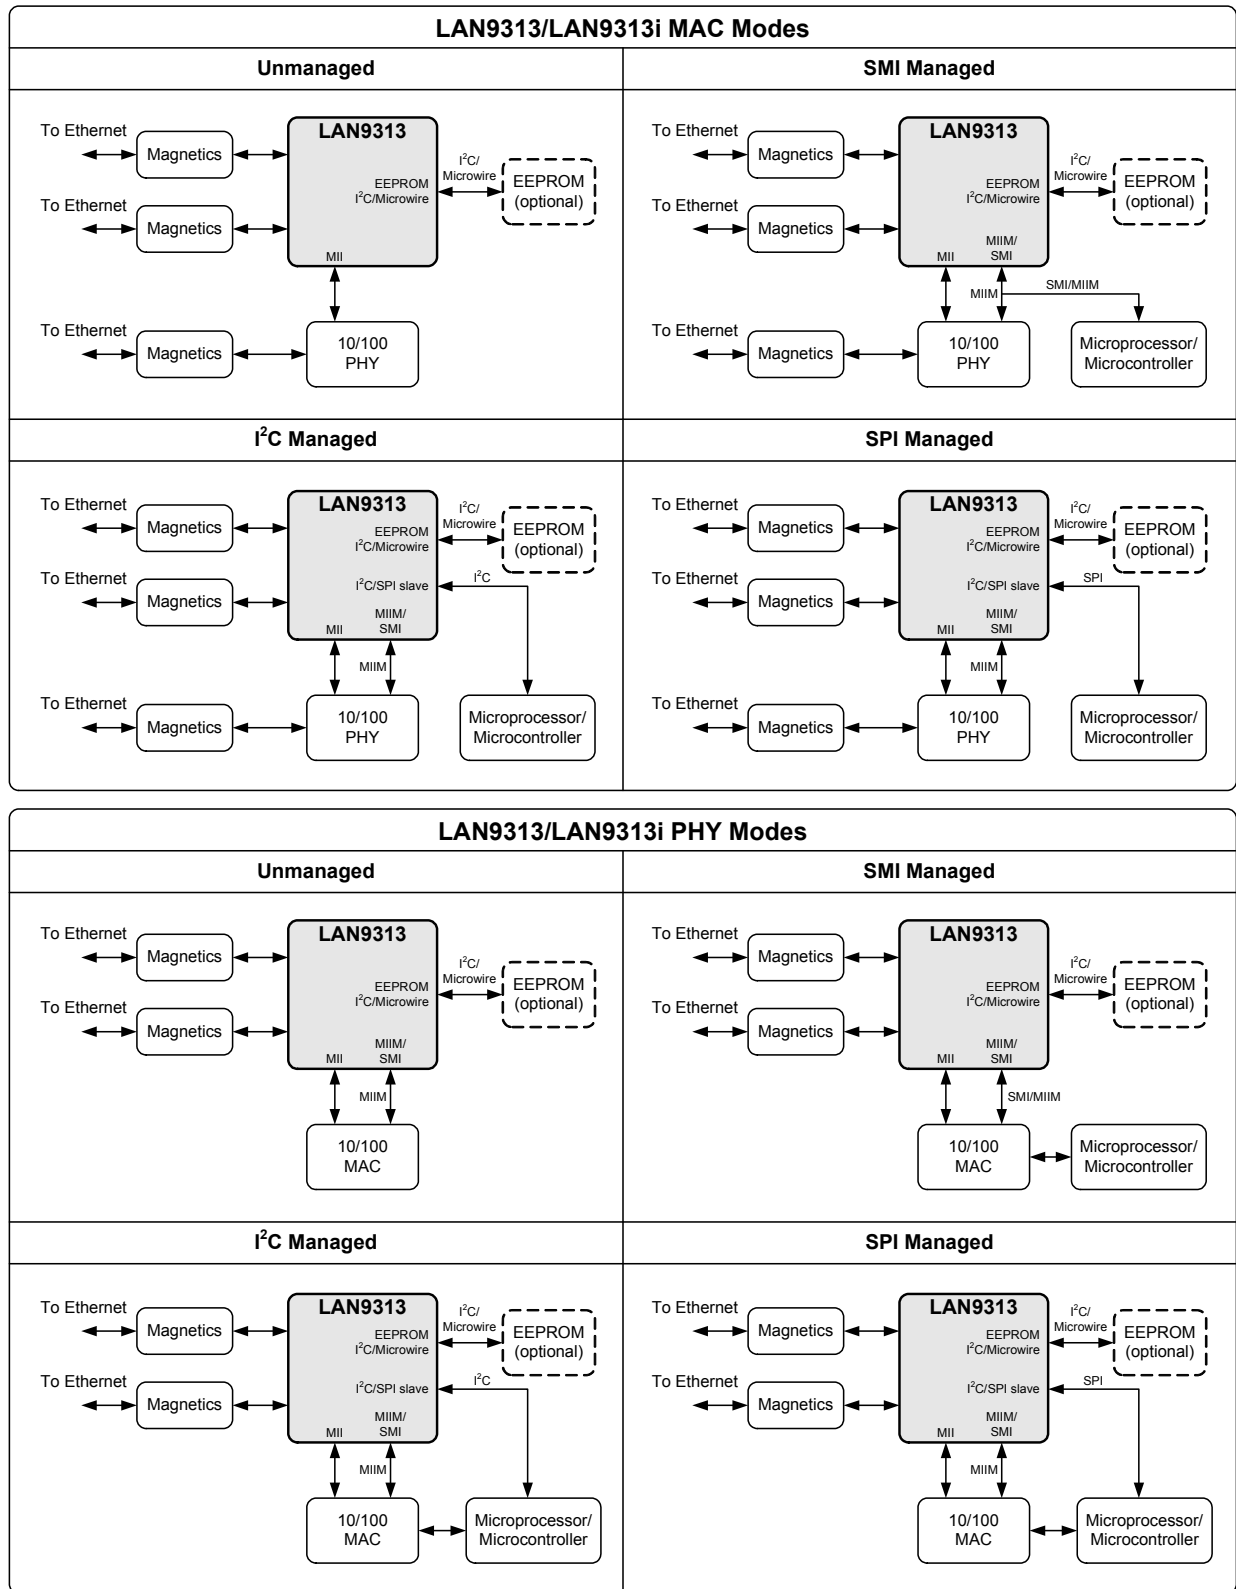 LAN9313/LAN9313i MAC Modes
Unmanaged
To Ethernet
Magnetics
To Ethernet
Magnetics
To Ethernet
Magnetics
LAN9313
EEPROM
I²C/Microwire
MII
I²C/
Microwire
EEPROM
(optional)
10/100
PHY
SMI Managed
To Ethernet
Magnetics
To Ethernet
Magnetics
To Ethernet
Magnetics
LAN9313
EEPROM
I²C/Microwire
MII
MIIM/
SMI
I²C/
Microwire
EEPROM
(optional)
MIIM
SMI/MIIM
10/100
PHY
Microprocessor/
Microcontroller
I²C Managed
To Ethernet
Magnetics
To Ethernet
Magnetics
To Ethernet
Magnetics
LAN9313
EEPROM
I²C/Microwire
I²C/SPI slave
MII
MIIM/
SMI
I²C/
Microwire
EEPROM
(optional)
I²C
MIIM
10/100
PHY
Microprocessor/
Microcontroller
SPI Managed
To Ethernet
Magnetics
To Ethernet
Magnetics
To Ethernet
Magnetics
LAN9313
EEPROM
I²C/Microwire
I²C/SPI slave
MII
MIIM/
SMI
I²C/
Microwire
EEPROM
(optional)
SPI
MIIM
10/100
PHY
Microprocessor/
Microcontroller
LAN9313/LAN9313i PHY Modes
Unmanaged
To Ethernet
Magnetics
To Ethernet
Magnetics
LAN9313
EEPROM
I²C/Microwire
MII
MIIM/
SMI
I²C/
Microwire
EEPROM
(optional)
MIIM
10/100
MAC
SMI Managed
To Ethernet
Magnetics
To Ethernet
Magnetics
LAN9313
EEPROM
I²C/Microwire
MII
MIIM/
SMI
I²C/
Microwire
EEPROM
(optional)
SMI/MIIM
10/100
MAC
Microprocessor/
Microcontroller
I²C Managed
To Ethernet
Magnetics
To Ethernet
Magnetics
LAN9313
EEPROM
I²C/Microwire
I²C/SPI slave
MII
MIIM/
SMI
I²C/
Microwire
EEPROM
(optional)
I²C
MIIM
10/100
MAC
Microprocessor/
Microcontroller
SPI Managed
To Ethernet
Magnetics
To Ethernet
Magnetics
LAN9313
EEPROM
I²C/Microwire
I²C/SPI slave
MII
MIIM/
SMI
I²C/
Microwire
EEPROM
(optional)
SPI
MIIM
10/100
MAC
Microprocessor/
Microcontroller